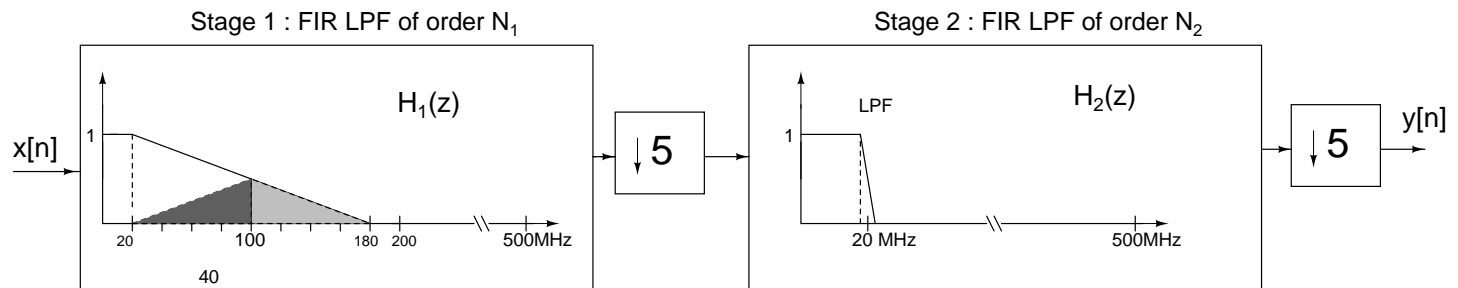 Stage 1 : FIR LPF of order N₁
Stage 2 : FIR LPF of order N₂
x[n]
1
H₁(z)
20
100
180
200
500MHz
40
↓ 5
1
LPF
H₂(z)
20 MHz
500MHz
↓ 5
y[n]